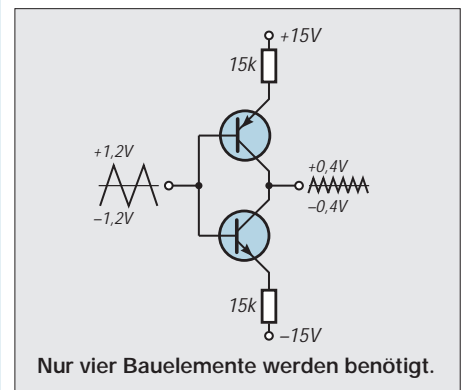 +15V
15k
+1,2V
+0,4V
–1,2V
–0,4V
15k
–15V
Nur vier Bauelemente werden benötigt.